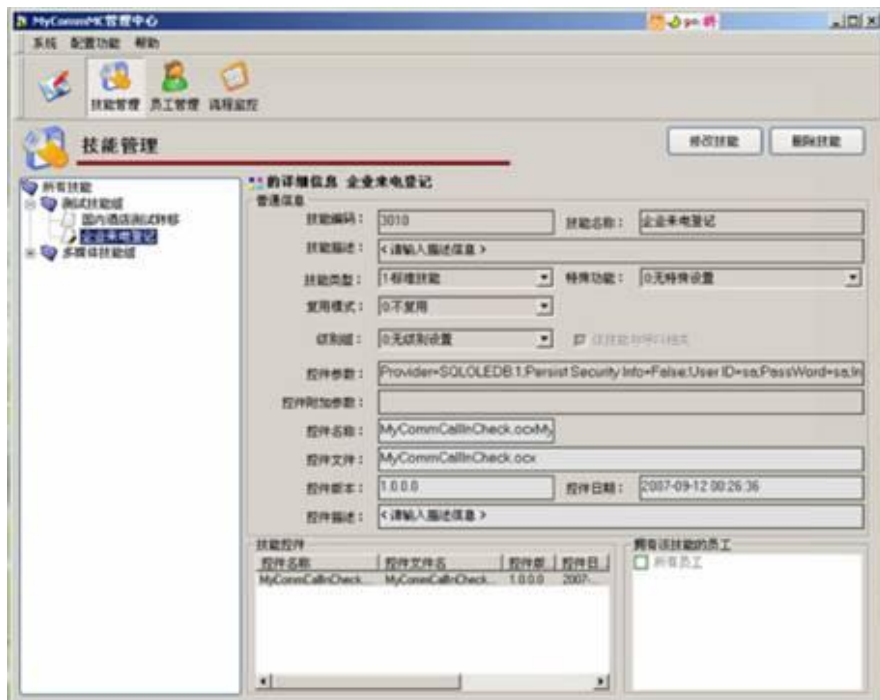 MyCommMK管理中心
系统 配置功能 帮助
技能管理 员工管理 流程监控
技能管理
修改技能 删除技能
所有技能
测试技能组
国内酒店测试转移
企业来电登记
多媒体技能组
的详细信息 企业来电登记
普通信息
技能编码： 3010 技能名称： 企业来电登记
技能描述： <请输入描述信息>
技能类型： 1·标准技能 特殊功能： 0:无特殊设置
复用模式： 0:不复用
级别组： 0:无级别设置
控件参数： Provider=SQLOLEDB.1;Persist Security Info=False;User ID=sa;PassWord=sa;In
控件附加参数：
控件名称： MyCommCallInCheck.ocxMy
控件文件： MyCommCallInCheck.ocx
控件版本： 1.0.0.0 控件日期： 2007-09-12 00:26:36
控件描述： <请输入描述信息>
技能控件 拥有该技能的员工
控件名称 控件文件名 控件版 控件日 所有员工
MyCommCallInCheck... MyCommCallInCheck... 1.0.0.0 2007-...